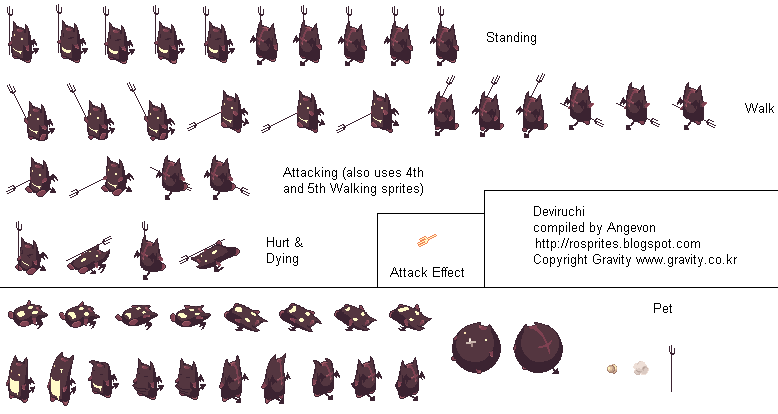 Standing
Walk
Attacking (also uses 4th
and 5th Walking sprites)
Deviruchi
compiled by Angevon
http://rosprites.blogspot.com
Copyright Gravity www.gravity.co.kr
Hurt &
Dying
Attack Effect
Pet